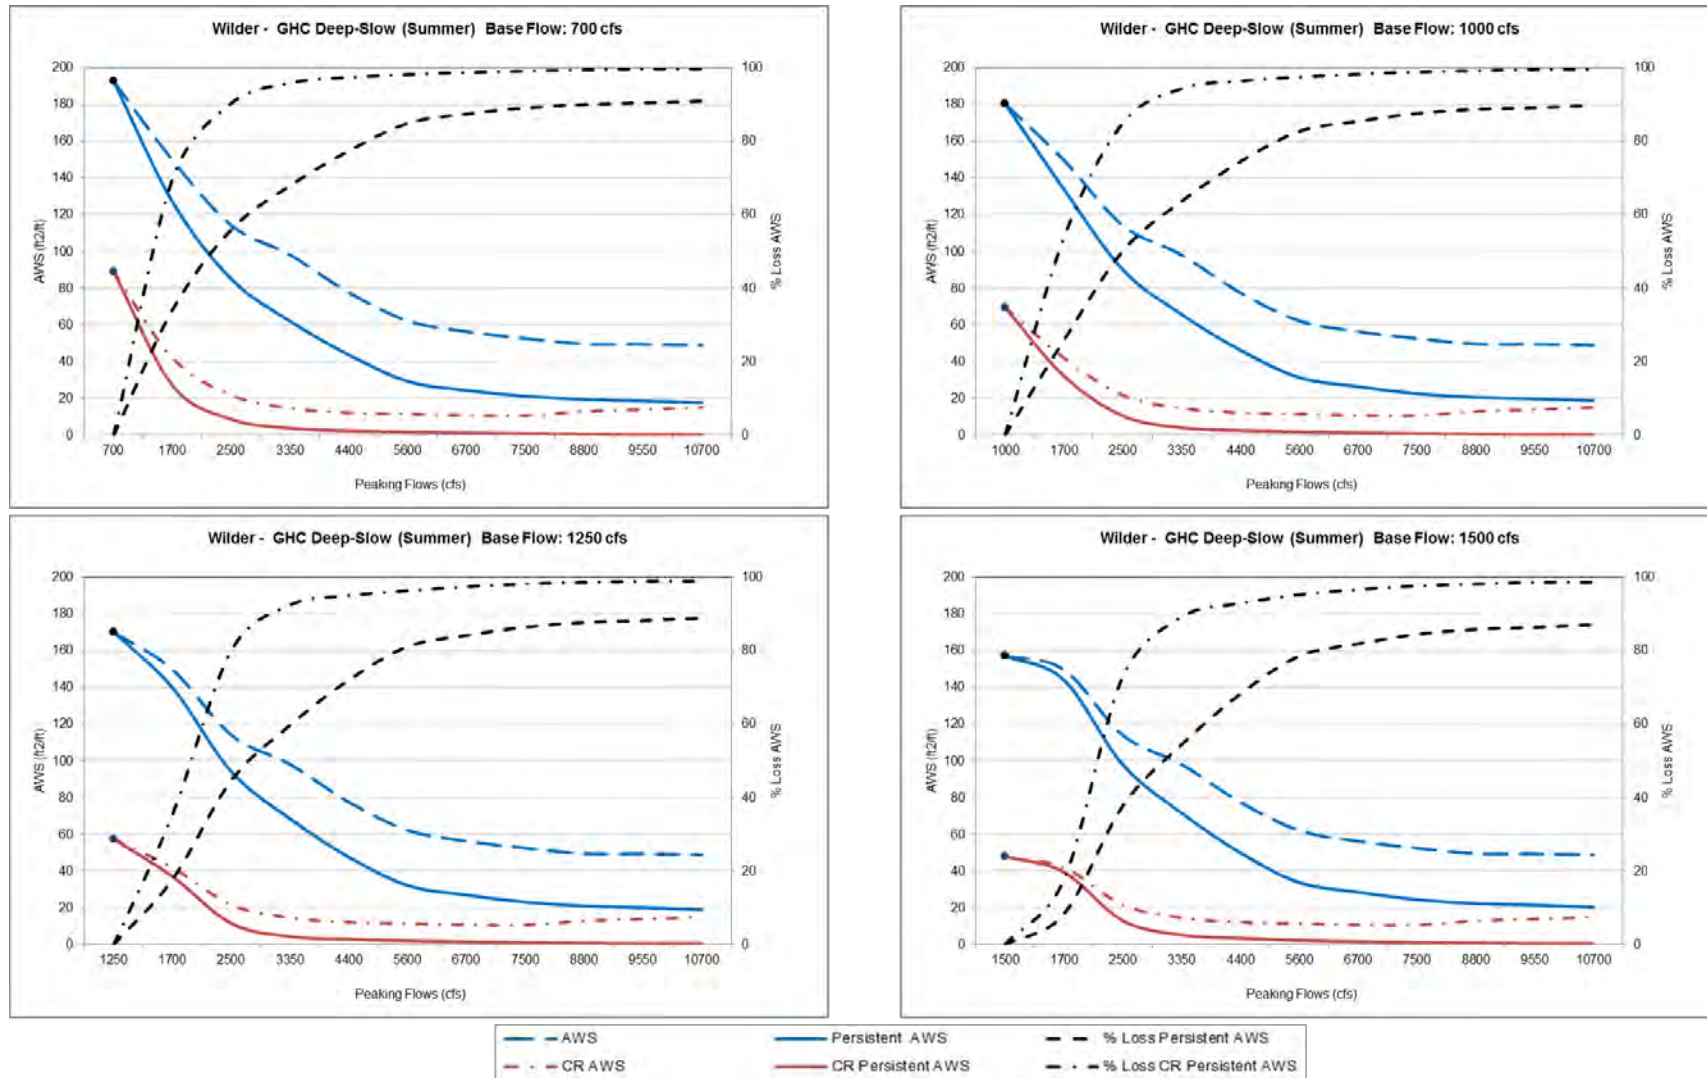 Wilder - GHC Deep-Slow (Summer) Base Flow: 700 cfs
200 100
180
160 80
140
120 60
100
80 40
60
40 20
20
0 0
AWS (ft2/ft)
% Loss AWS
700 1700 2500 3350 4400 5600 6700 7500 8800 9550 10700
Peaking Flows (cfs)
Wilder - GHC Deep-Slow (Summer) Base Flow: 1000 cfs
200 100
180
160 80
140
120 60
100
80 40
60
40 20
20
0 0
AWS (ft2/ft)
% Loss AWS
1000 1700 2500 3350 4400 5600 6700 7500 8800 9550 10700
Peaking Flows (cfs)
Wilder - GHC Deep-Slow (Summer) Base Flow: 1250 cfs
200 100
180
160 80
140
120 60
100
80 40
60
40 20
20
0 0
AWS (ft2/ft)
% Loss AWS
1250 1700 2500 3350 4400 5600 6700 7500 8800 9550 10700
Peaking Flows (cfs)
Wilder - GHC Deep-Slow (Summer) Base Flow: 1500 cfs
200 100
180
160 80
140
120 60
100
80 40
60
40 20
20
0 0
AWS (ft2/ft)
% Loss AWS
1500 1700 2500 3350 4400 5600 6700 7500 8800 9550 10700
Peaking Flows (cfs)
AWS Persistent AWS % Loss Persistent AWS
CR AWS CR Persistent AWS % Loss CR Persistent AWS